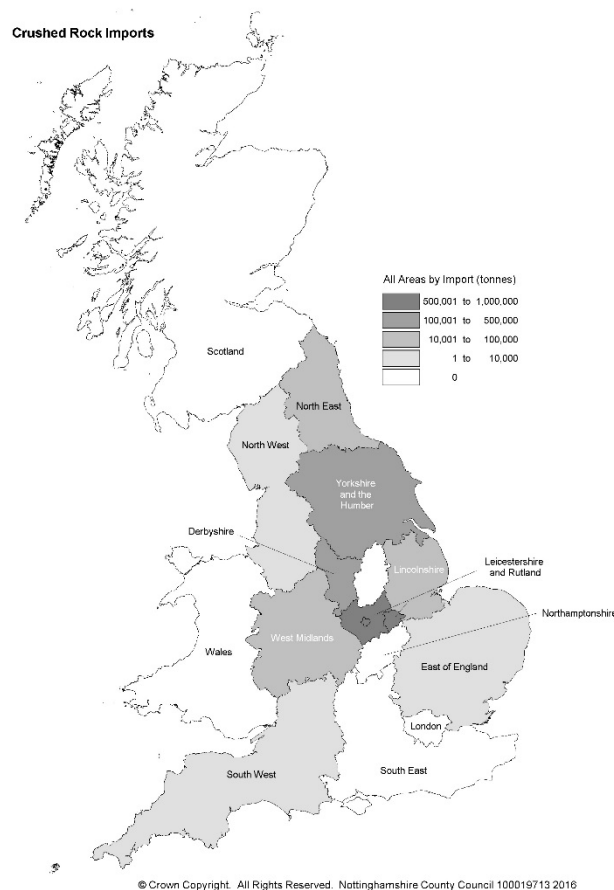 Crushed Rock Imports
All Areas by Import (tonnes)
500,001 to 1,000,000
100,001 to 500,000
10,001 to 100,000
1 to 10,000
0
Scotland
North East
North West
Yorkshire
and the
Humber
Derbyshire
Lincolnshire
Leicestershire
and Rutland
Northamptonshire
West Midlands
Wales
East of England
London
South East
South West
© Crown Copyright. All Rights Reserved. Nottinghamshire County Council 100019713 2016